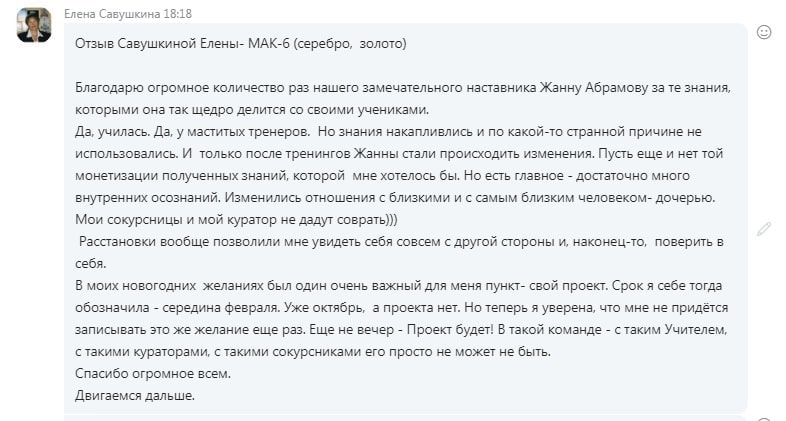 Елена Савушкина 18:18
Отзыв Савушкиной Елены- МАК-6 (серебро, золото)
Благодарю огромное количество раз нашего замечательного наставника Жанну Абрамову за те знания,
которыми она так щедро делится со своими учениками.
Да, училась. Да, у маститых тренеров. Но знания накапливлись и по какой-то странной причине не
использовались. И только после тренингов Жанны стали происходить изменения. Пусть еще и нет той
монетизации полученных знаний, которой мне хотелось бы. Но есть главное - достаточно много
внутренних осознаний. Изменились отношения с близкими и с самым близким человеком- дочерью.
Мои сокурсницы и мой куратор не дадут соврать)))
Расстановки вообще позволили мне увидеть себя совсем с другой стороны и, наконец-то, поверить в
себя.
В моих новогодних желаниях был один очень важный для меня пункт- свой проект. Срок я себе тогда
обозначила - середина февраля. Уже октябрь, а проекта нет. Но теперь я уверена, что мне не придётся
записывать это же желание еще раз. Еще не вечер - Проект будет! В такой команде - с таким Учителем,
с такими кураторами, с такими сокурсниками его просто не может не быть.
Спасибо огромное всем.
Двигаемся дальше.